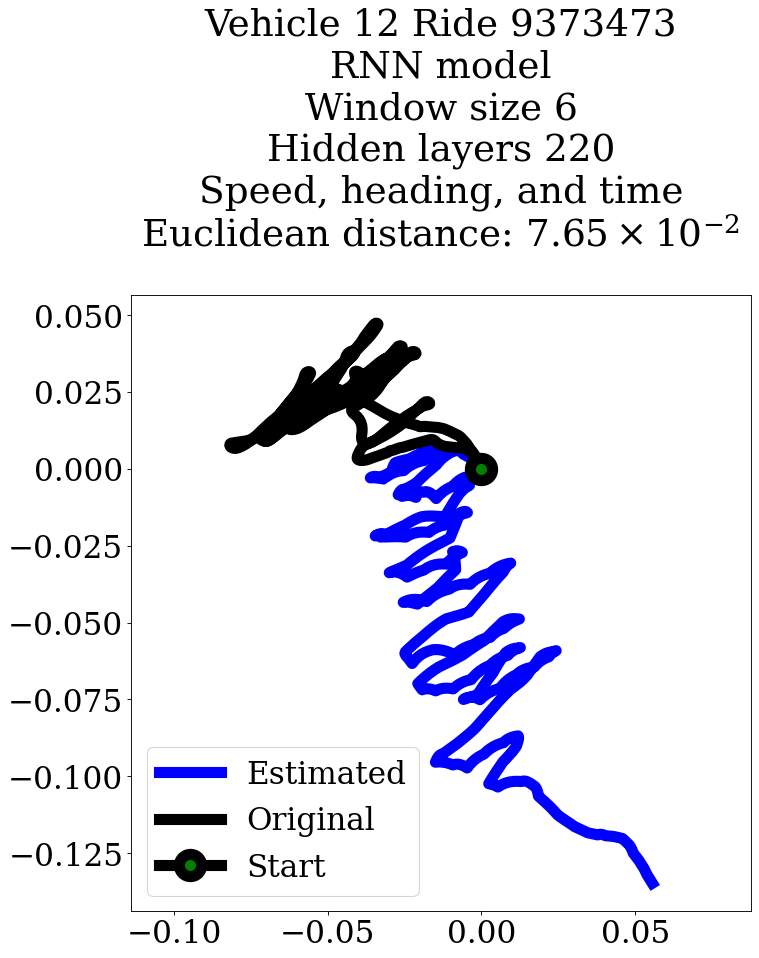 Vehicle 12 Ride 9373473
RNN model
Window size 6
Hidden layers 220
Speed, heading, and time
Euclidean distance: 7.65 × 10⁻²
0.050
0.025
0.000
−0.025
−0.050
−0.075
−0.100
−0.125
Estimated
Original
Start
−0.10 −0.05 0.00 0.05